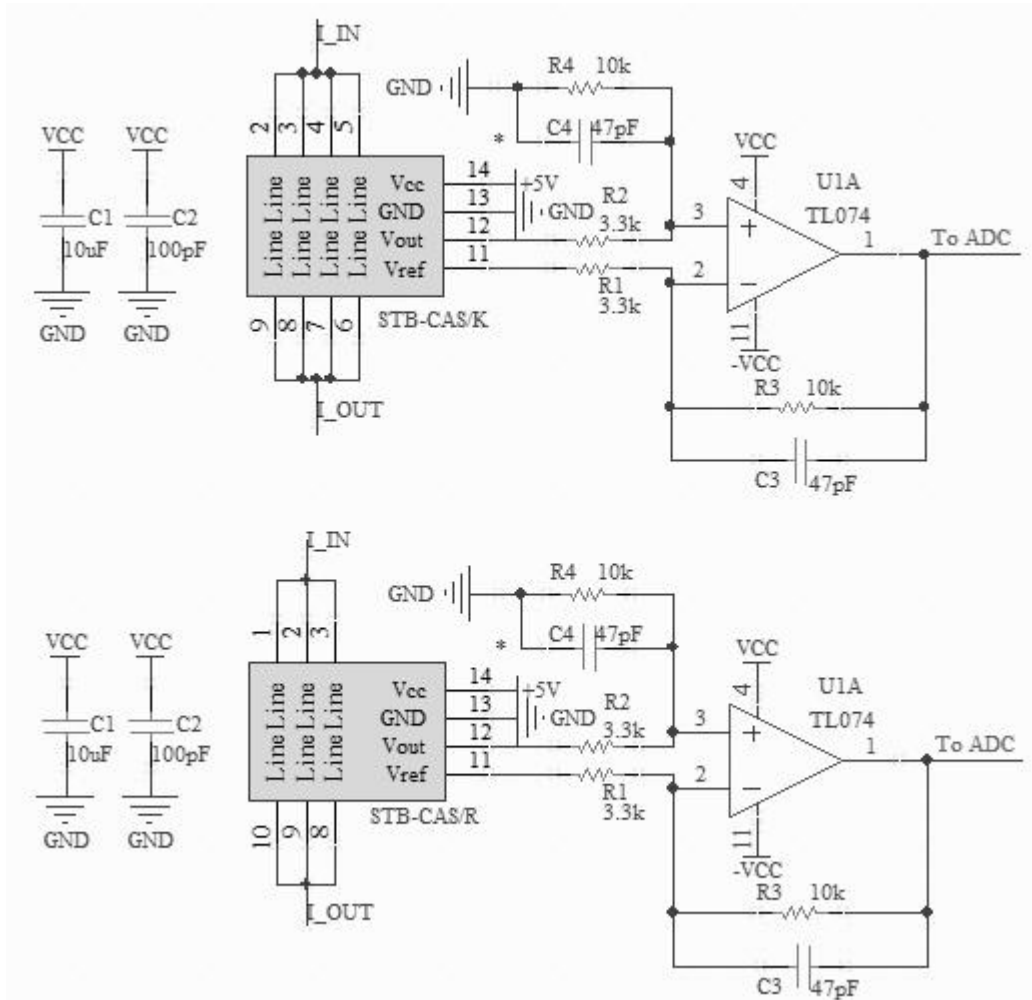 I_IN
R4 10k
GND
2 3 4 5
* C4 47pF
VCC VCC VCC
14
Vcc +5V
4 U1A
13
GND GND R2
TL074
C1 C2
12
Vout 3.3k 3 + 1 To ADC
10uF 100pF
11
Vref 2 −
R1
Line Line Line Line
3.3k
GND GND
9 8 7 6
STB-CAS/K
11
-VCC
R3 10k
I_OUT
C3 47pF
I_IN
R4 10k
GND
1 2 3
* C4 47pF
VCC VCC VCC
14
Vcc +5V
4 U1A
13
GND GND R2
TL074
C1 C2
12
Vout 3.3k 3 + 1 To ADC
10uF 100pF
11
Vref 2 −
R1
Line Line Line
3.3k
GND GND
10 9 8
STB-CAS/R
11
-VCC
R3 10k
I_OUT
C3 47pF